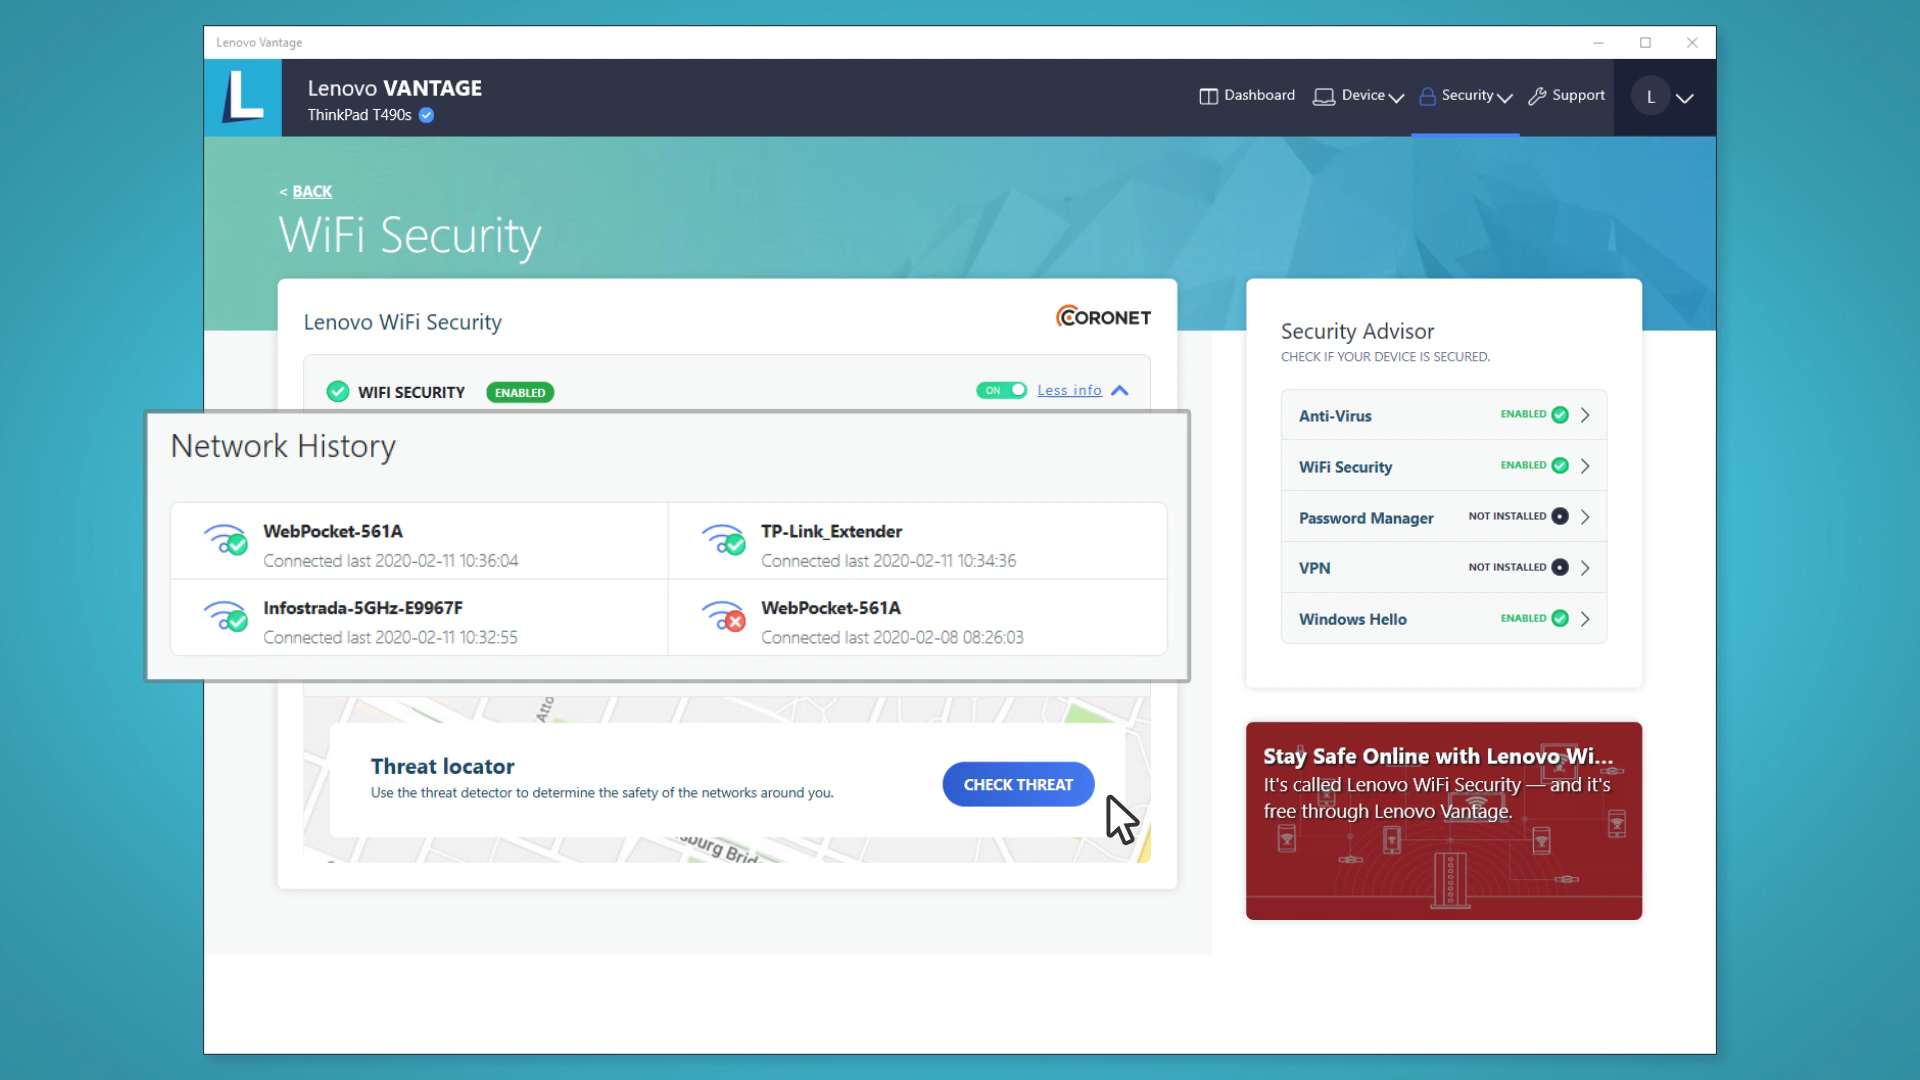 Lenovo Vantage
L
Lenovo VANTAGE
ThinkPad T490s
Dashboard
Device
Security
Support
L
< BACK
WiFi Security
Lenovo WiFi Security
CORONET
WIFI SECURITY
ENABLED
ON
Less info
Network History
WebPocket-561A
Connected last 2020-02-11 10:36:04
TP-Link_Extender
Connected last 2020-02-11 10:34:36
Infostrada-5GHz-E9967F
Connected last 2020-02-11 10:32:55
WebPocket-561A
Connected last 2020-02-08 08:26:03
Atto
Threat locator
Use the threat detector to determine the safety of the networks around you.
CHECK THREAT
Security Advisor
CHECK IF YOUR DEVICE IS SECURED.
Anti-Virus
ENABLED
WiFi Security
ENABLED
Password Manager
NOT INSTALLED
VPN
NOT INSTALLED
Windows Hello
ENABLED
Stay Safe Online with Lenovo Wi...
It's called Lenovo WiFi Security — and it's
free through Lenovo Vantage.